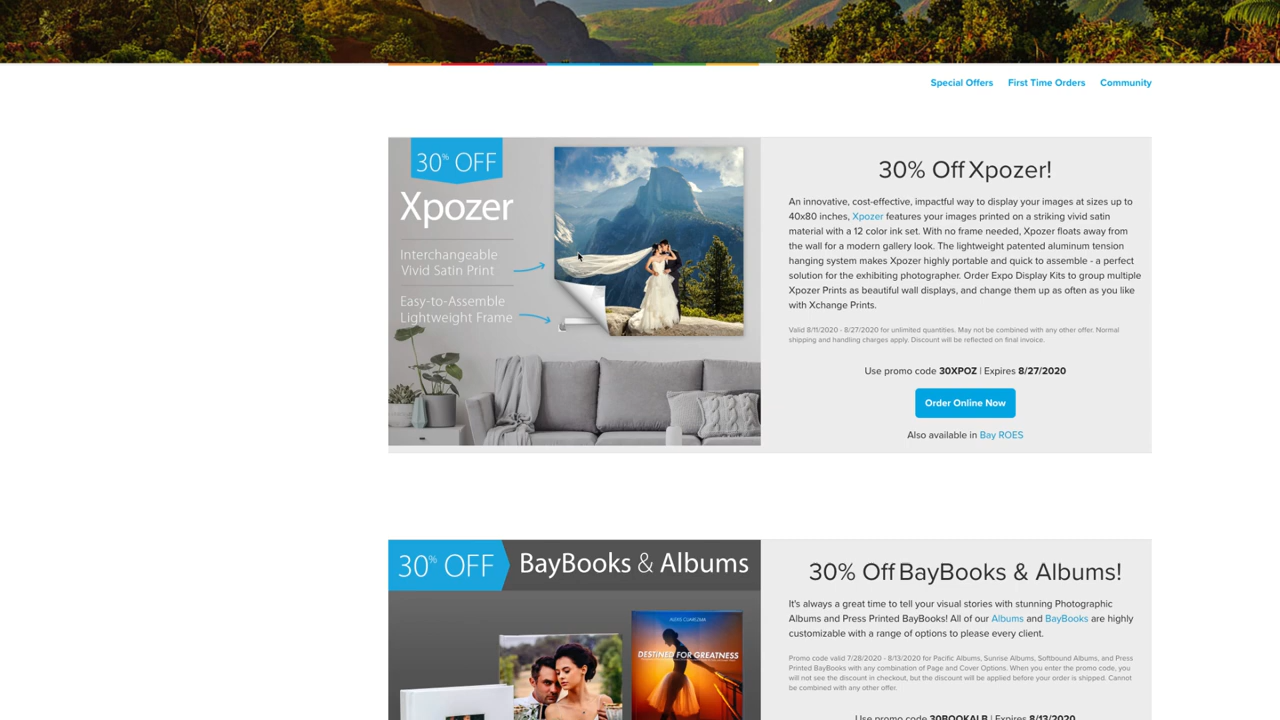 Special Offers First Time Orders Community
30% OFF
Xpozer
Interchangeable
Vivid Satin Print
Easy-to-Assemble
Lightweight Frame
30% Off Xpozer!
An innovative, cost-effective, impactful way to display your images at sizes up to
40x80 inches, Xpozer features your images printed on a striking vivid satin
material with a 12 color ink set. With no frame needed, Xpozer floats away from
the wall for a modern gallery look. The lightweight patented aluminum tension
hanging system makes Xpozer highly portable and quick to assemble - a perfect
solution for the exhibiting photographer. Order Expo Display Kits to group multiple
Xpozer Prints as beautiful wall displays, and change them up as often as you like
with Xchange Prints.
Valid 8/11/2020 - 8/27/2020 for unlimited quantities. May not be combined with any other offer. Normal
shipping and handling charges apply. Discount will be reflected on final invoice.
Use promo code 30XPOZ | Expires 8/27/2020
Order Online Now
Also available in Bay ROES
30% OFF BayBooks & Albums
DESTINED FOR GREATNESS
30% Off BayBooks & Albums!
It's always a great time to tell your visual stories with stunning Photographic
Albums and Press Printed BayBooks! All of our Albums and BayBooks are highly
customizable with a range of options to please every client.
Promo code valid 7/28/2020 - 8/13/2020 for Pacific Albums, Sunrise Albums, Softbound Albums, and Press
Printed BayBooks with any combination of Page and Cover Options. When you enter the promo code, you
will not see the discount in checkout, but the discount will be applied before your order is shipped. Cannot
be combined with any other offer.
Use promo code 30BOOKALB | Expires 8/13/2020